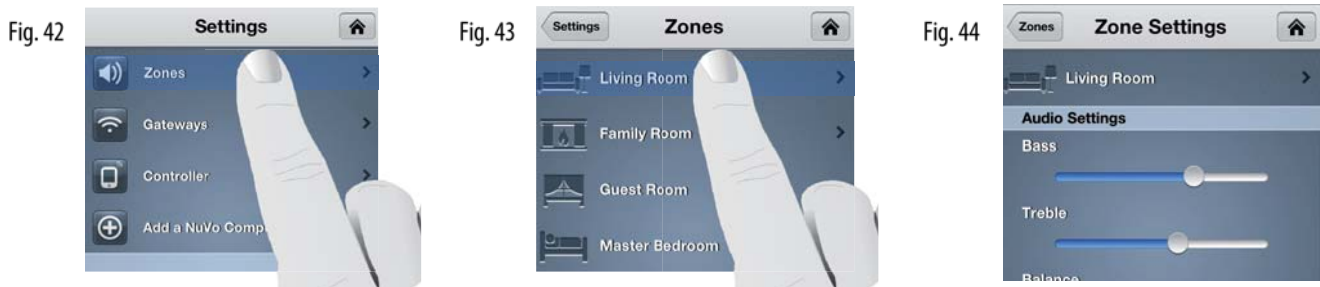 Fig. 42
Settings
Zones
Gateways
Controller
Add a NuVo
Fig. 43
Settings
Zones
Living Room
Family Room
Guest Room
Master Bedroom
Fig. 44
Zones
Zone Settings
Living Room
Audio Settings
Bass
Treble
Balance